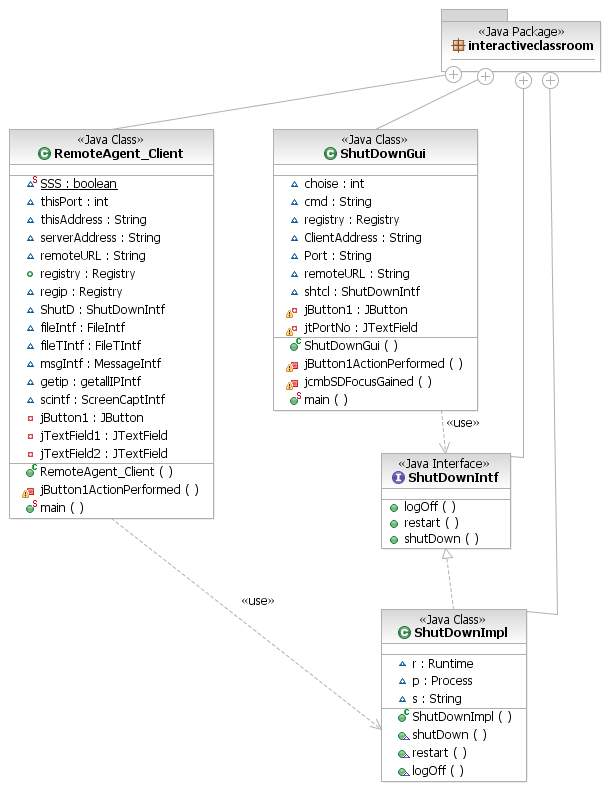 «Java Package»
interactiveclassroom
«Java Class»
RemoteAgent_Client
SSS : boolean
thisPort : int
thisAddress : String
serverAddress : String
remoteURL : String
registry : Registry
regip : Registry
ShutD : ShutDownIntf
fileIntf : FileIntf
fileTIntf : FileTIntf
msgIntf : MessageIntf
getip : getallIPIntf
scintf : ScreenCaptIntf
jButton1 : JButton
jTextField1 : JTextField
jTextField2 : JTextField
RemoteAgent_Client ( )
jButton1ActionPerformed ( )
main ( )
«Java Class»
ShutDownGui
choise : int
cmd : String
registry : Registry
ClientAddress : String
Port : String
remoteURL : String
shtcl : ShutDownIntf
jButton1 : JButton
jtPortNo : JTextField
ShutDownGui ( )
jButton1ActionPerformed ( )
jcmbSDFocusGained ( )
main ( )
«use»
«Java Interface»
ShutDownIntf
logOff ( )
restart ( )
shutDown ( )
«use»
«Java Class»
ShutDownImpl
r : Runtime
p : Process
s : String
ShutDownImpl ( )
shutDown ( )
restart ( )
logOff ( )